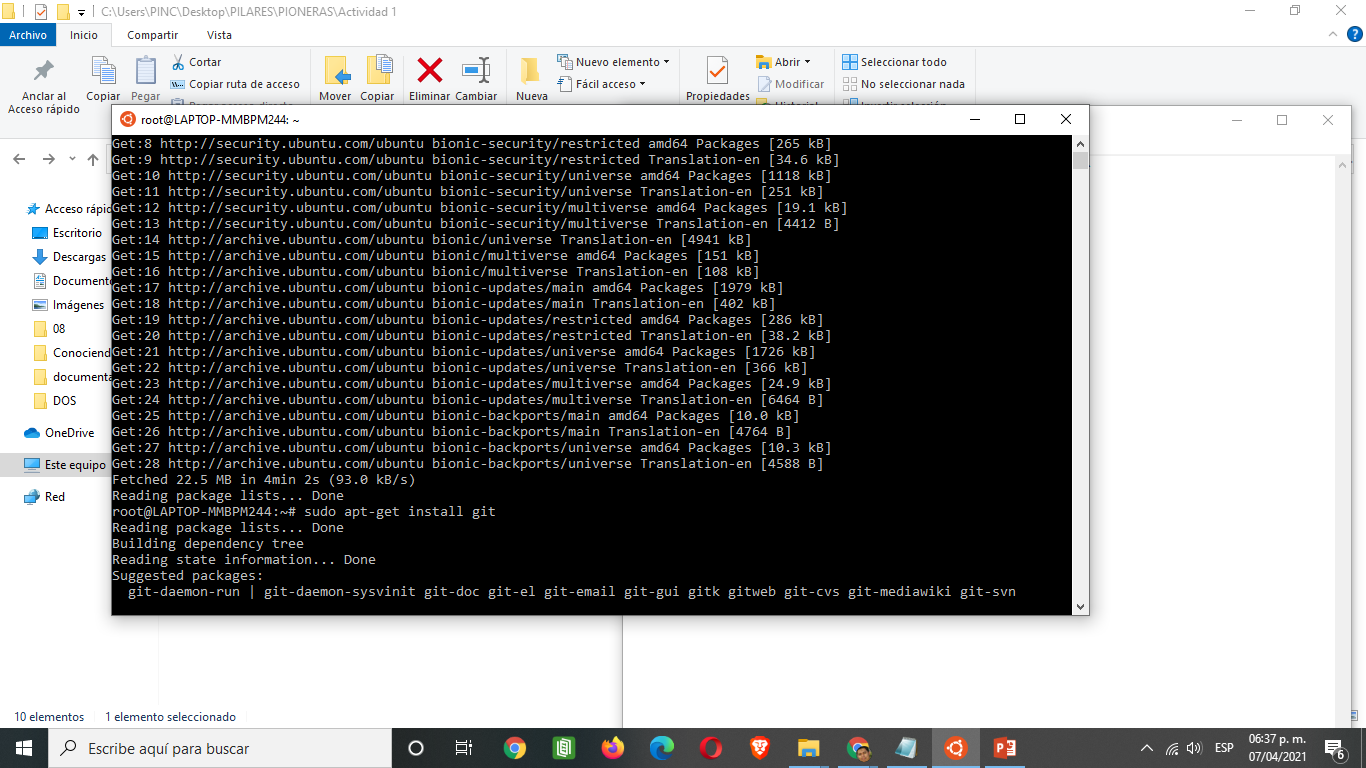 C:\Users\PINC\Desktop\PILARES\PIONERAS\Actividad 1
Archivo
Inicio
Compartir
Vista
Anclar al
Acceso rápido
Copiar
Pegar
Cortar
Copiar ruta de acceso
Mover
Copiar
Eliminar
Cambiar
Nueva
Nuevo elemento
Fácil acceso
Propiedades
Abrir
Modificar
Historial
Seleccionar todo
No seleccionar nada
Invertir selección
root@LAPTOP-MMBPM244: ~
Get:8 http://security.ubuntu.com/ubuntu bionic-security/restricted amd64 Packages [265 kB]
Get:9 http://security.ubuntu.com/ubuntu bionic-security/restricted Translation-en [34.6 kB]
Get:10 http://security.ubuntu.com/ubuntu bionic-security/universe amd64 Packages [1118 kB]
Get:11 http://security.ubuntu.com/ubuntu bionic-security/universe Translation-en [251 kB]
Get:12 http://security.ubuntu.com/ubuntu bionic-security/multiverse amd64 Packages [19.1 kB]
Get:13 http://security.ubuntu.com/ubuntu bionic-security/multiverse Translation-en [4412 B]
Get:14 http://archive.ubuntu.com/ubuntu bionic/universe Translation-en [4941 kB]
Get:15 http://archive.ubuntu.com/ubuntu bionic/multiverse amd64 Packages [151 kB]
Get:16 http://archive.ubuntu.com/ubuntu bionic/multiverse Translation-en [108 kB]
Get:17 http://archive.ubuntu.com/ubuntu bionic-updates/main amd64 Packages [1979 kB]
Get:18 http://archive.ubuntu.com/ubuntu bionic-updates/main Translation-en [402 kB]
Get:19 http://archive.ubuntu.com/ubuntu bionic-updates/restricted amd64 Packages [286 kB]
Get:20 http://archive.ubuntu.com/ubuntu bionic-updates/restricted Translation-en [38.2 kB]
Get:21 http://archive.ubuntu.com/ubuntu bionic-updates/universe amd64 Packages [1726 kB]
Get:22 http://archive.ubuntu.com/ubuntu bionic-updates/universe Translation-en [366 kB]
Get:23 http://archive.ubuntu.com/ubuntu bionic-updates/multiverse amd64 Packages [24.9 kB]
Get:24 http://archive.ubuntu.com/ubuntu bionic-updates/multiverse Translation-en [6464 B]
Get:25 http://archive.ubuntu.com/ubuntu bionic-backports/main amd64 Packages [10.0 kB]
Get:26 http://archive.ubuntu.com/ubuntu bionic-backports/main Translation-en [4764 B]
Get:27 http://archive.ubuntu.com/ubuntu bionic-backports/universe amd64 Packages [10.3 kB]
Get:28 http://archive.ubuntu.com/ubuntu bionic-backports/universe Translation-en [4588 B]
Fetched 22.5 MB in 4min 2s (93.0 kB/s)
Reading package lists... Done
root@LAPTOP-MMBPM244:~# sudo apt-get install git
Reading package lists... Done
Building dependency tree
Reading state information... Done
Suggested packages:
git-daemon-run | git-daemon-sysvinit git-doc git-el git-email git-gui gitk gitweb git-cvs git-mediawiki git-svn
Acceso rápid
Escritorio
Descargas
Document
Imágenes
08
Conociend
documenta
DOS
OneDrive
Este equipo
Red
10 elementos
1 elemento seleccionado
Escribe aquí para buscar
ESP
06:37 p. m.
07/04/2021
6